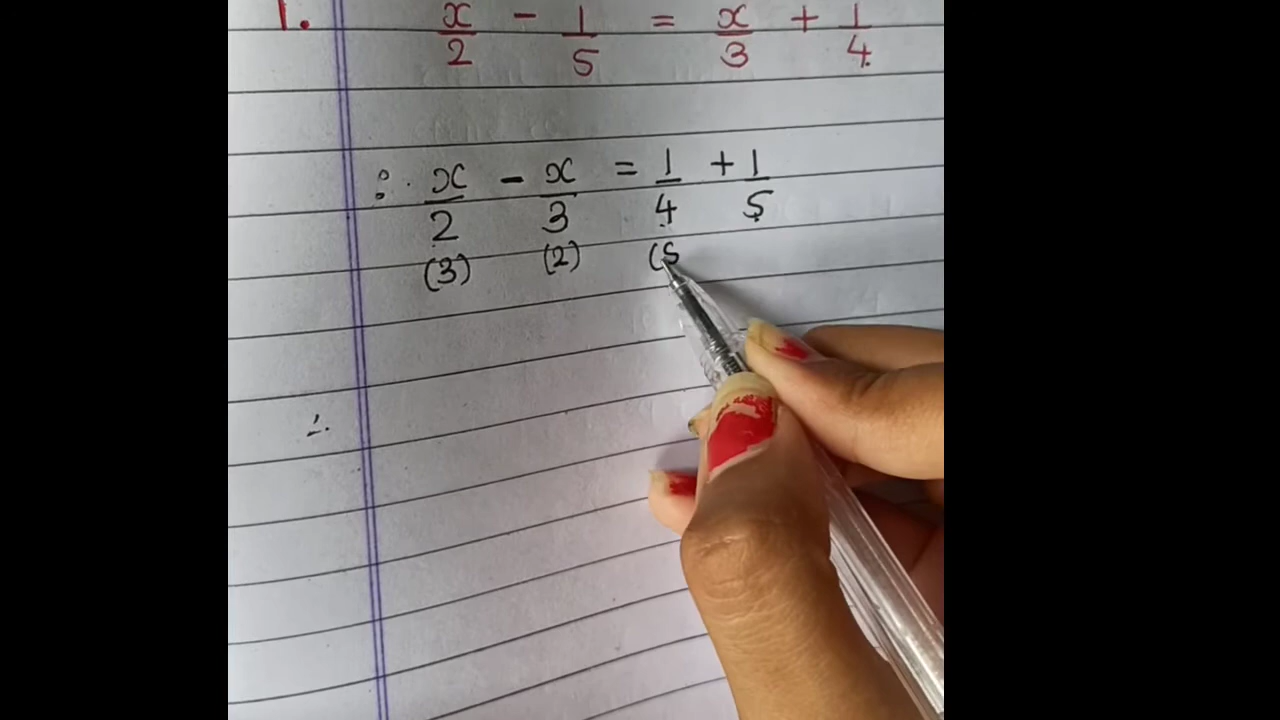 1. x/2 - 1/5 = x/3 + 1/4
∴ x/2 - x/3 = 1/4 + 1/5
(3) (2) (5
∴